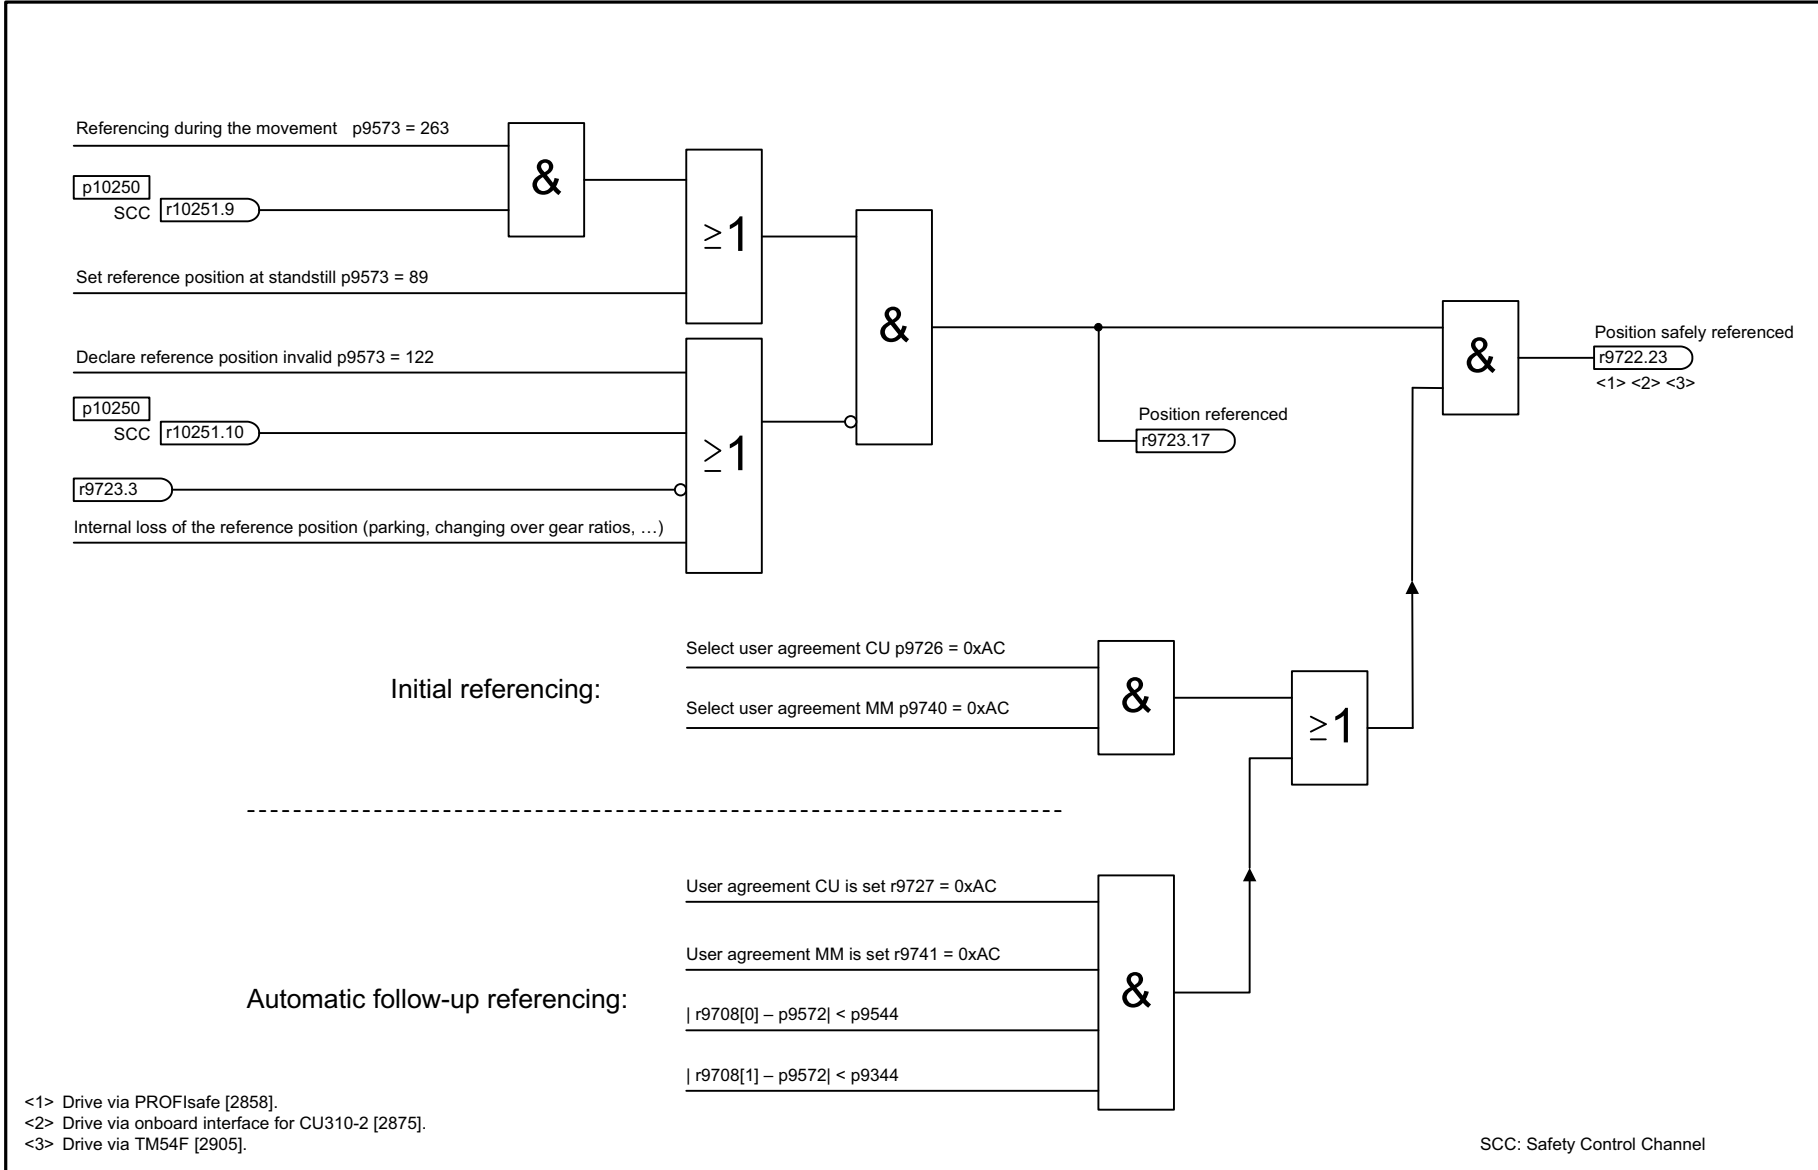 Referencing during the movement p9573 = 263
p10250
SCC r10251.9
&
≥1
Set reference position at standstill p9573 = 89
&
Declare reference position invalid p9573 = 122
p10250
SCC r10251.10
≥1
r9723.3
Internal loss of the reference position (parking, changing over gear ratios, …)
Position referenced
r9723.17
&
Position safely referenced
r9722.23
<1> <2> <3>
Initial referencing:
Select user agreement CU p9726 = 0xAC
Select user agreement MM p9740 = 0xAC
&
≥1
Automatic follow-up referencing:
User agreement CU is set r9727 = 0xAC
User agreement MM is set r9741 = 0xAC
| r9708[0] – p9572| < p9544
| r9708[1] – p9572| < p9344
&
<1> Drive via PROFIsafe [2858].
<2> Drive via onboard interface for CU310-2 [2875].
<3> Drive via TM54F [2905].
SCC: Safety Control Channel